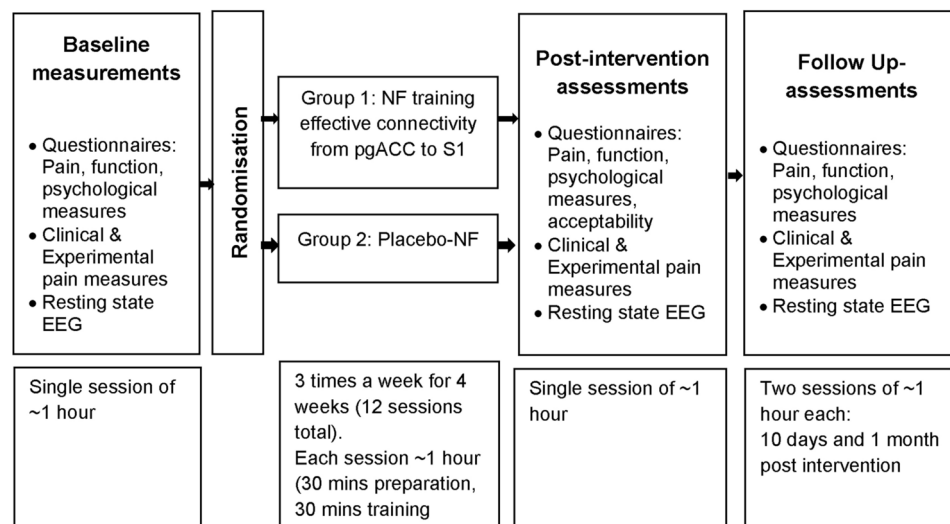 Baseline
measurements
• Questionnaires:
Pain, function,
psychological
measures
• Clinical &
Experimental
pain measures
• Resting state
EEG
Randomisation
Group 1: NF training
effective connectivity
from pgACC to S1
Group 2: Placebo-NF
Post-intervention
assessments
• Questionnaires:
Pain, function,
psychological
measures,
acceptability
• Clinical &
Experimental pain
measures
• Resting state EEG
Follow Up-
assessments
• Questionnaires:
Pain, function,
psychological
measures
• Clinical &
Experimental pain
measures
• Resting state EEG
Single session of
~1 hour
3 times a week for 4
weeks (12 sessions
total).
Each session ~1 hour
(30 mins preparation,
30 mins training
Single session of ~1
hour
Two sessions of ~1
hour each:
10 days and 1 month
post intervention